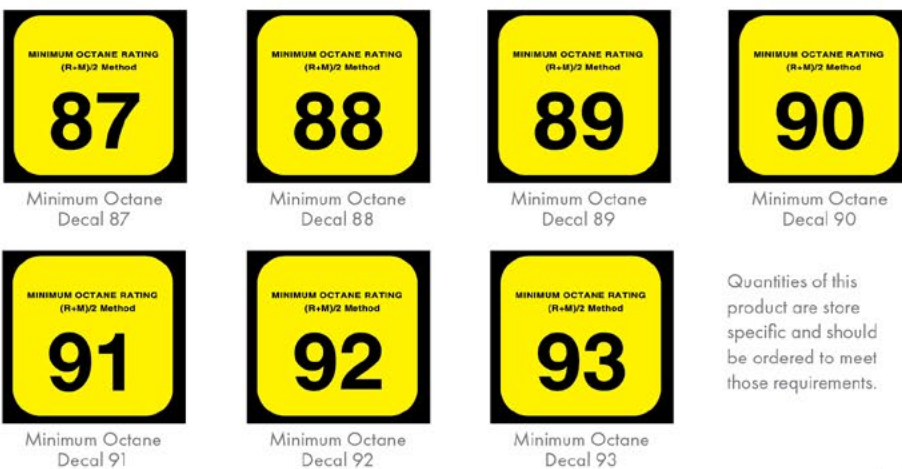 MINIMUM OCTANE RATING
(R+M)/2 Method
87
Minimum Octane
Decal 87
MINIMUM OCTANE RATING
(R+M)/2 Method
88
Minimum Octane
Decal 88
MINIMUM OCTANE RATING
(R+M)/2 Method
89
Minimum Octane
Decal 89
MINIMUM OCTANE RATING
(R+M)/2 Method
90
Minimum Octane
Decal 90
MINIMUM OCTANE RATING
(R+M)/2 Method
91
Minimum Octane
Decal 91
MINIMUM OCTANE RATING
(R+M)/2 Method
92
Minimum Octane
Decal 92
MINIMUM OCTANE RATING
(R+M)/2 Method
93
Minimum Octane
Decal 93
Quantities of this
product are store
specific and should
be ordered to meet
those requirements.